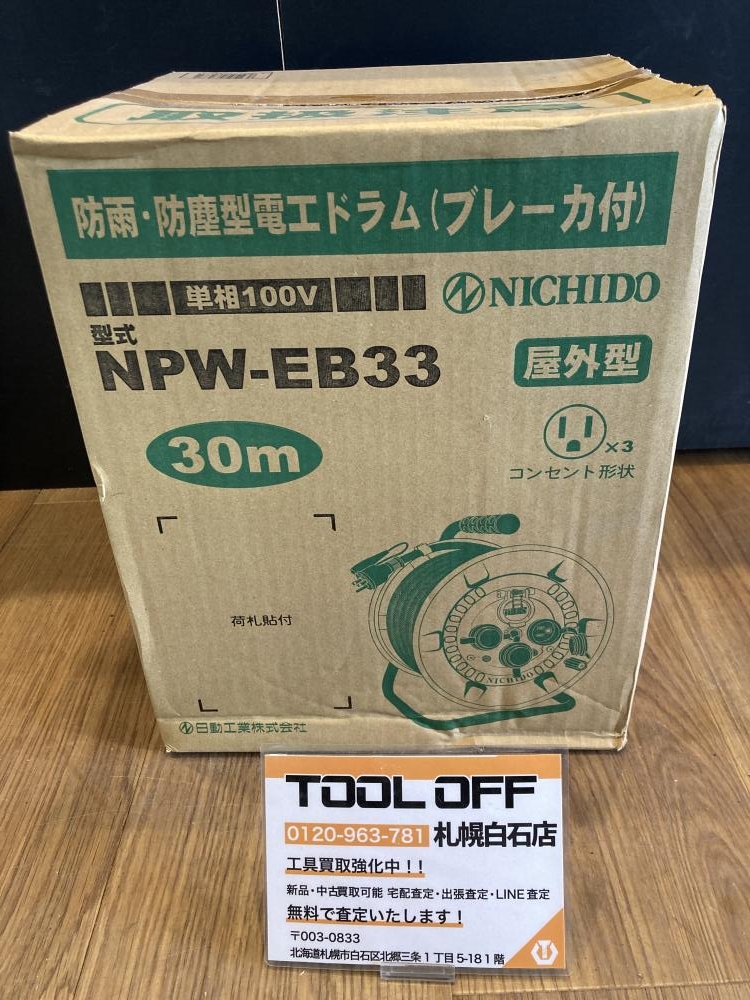 防雨・防塵型電工ドラム(ブレーカ付)
単相100V
NICHIDO
型式
NPW-EB33
屋外型
30m
×3
コンセント形状
荷札貼付
NICHIDO
日動工業株式会社
TOOL OFF
0120-963-781 札幌白石店
工具買取強化中!!
新品・中古買取可能 宅配査定・出張査定・LINE査定
無料で査定いたします!
〒003-0833
北海道札幌市白石区北郷三条1丁目5-18 1階